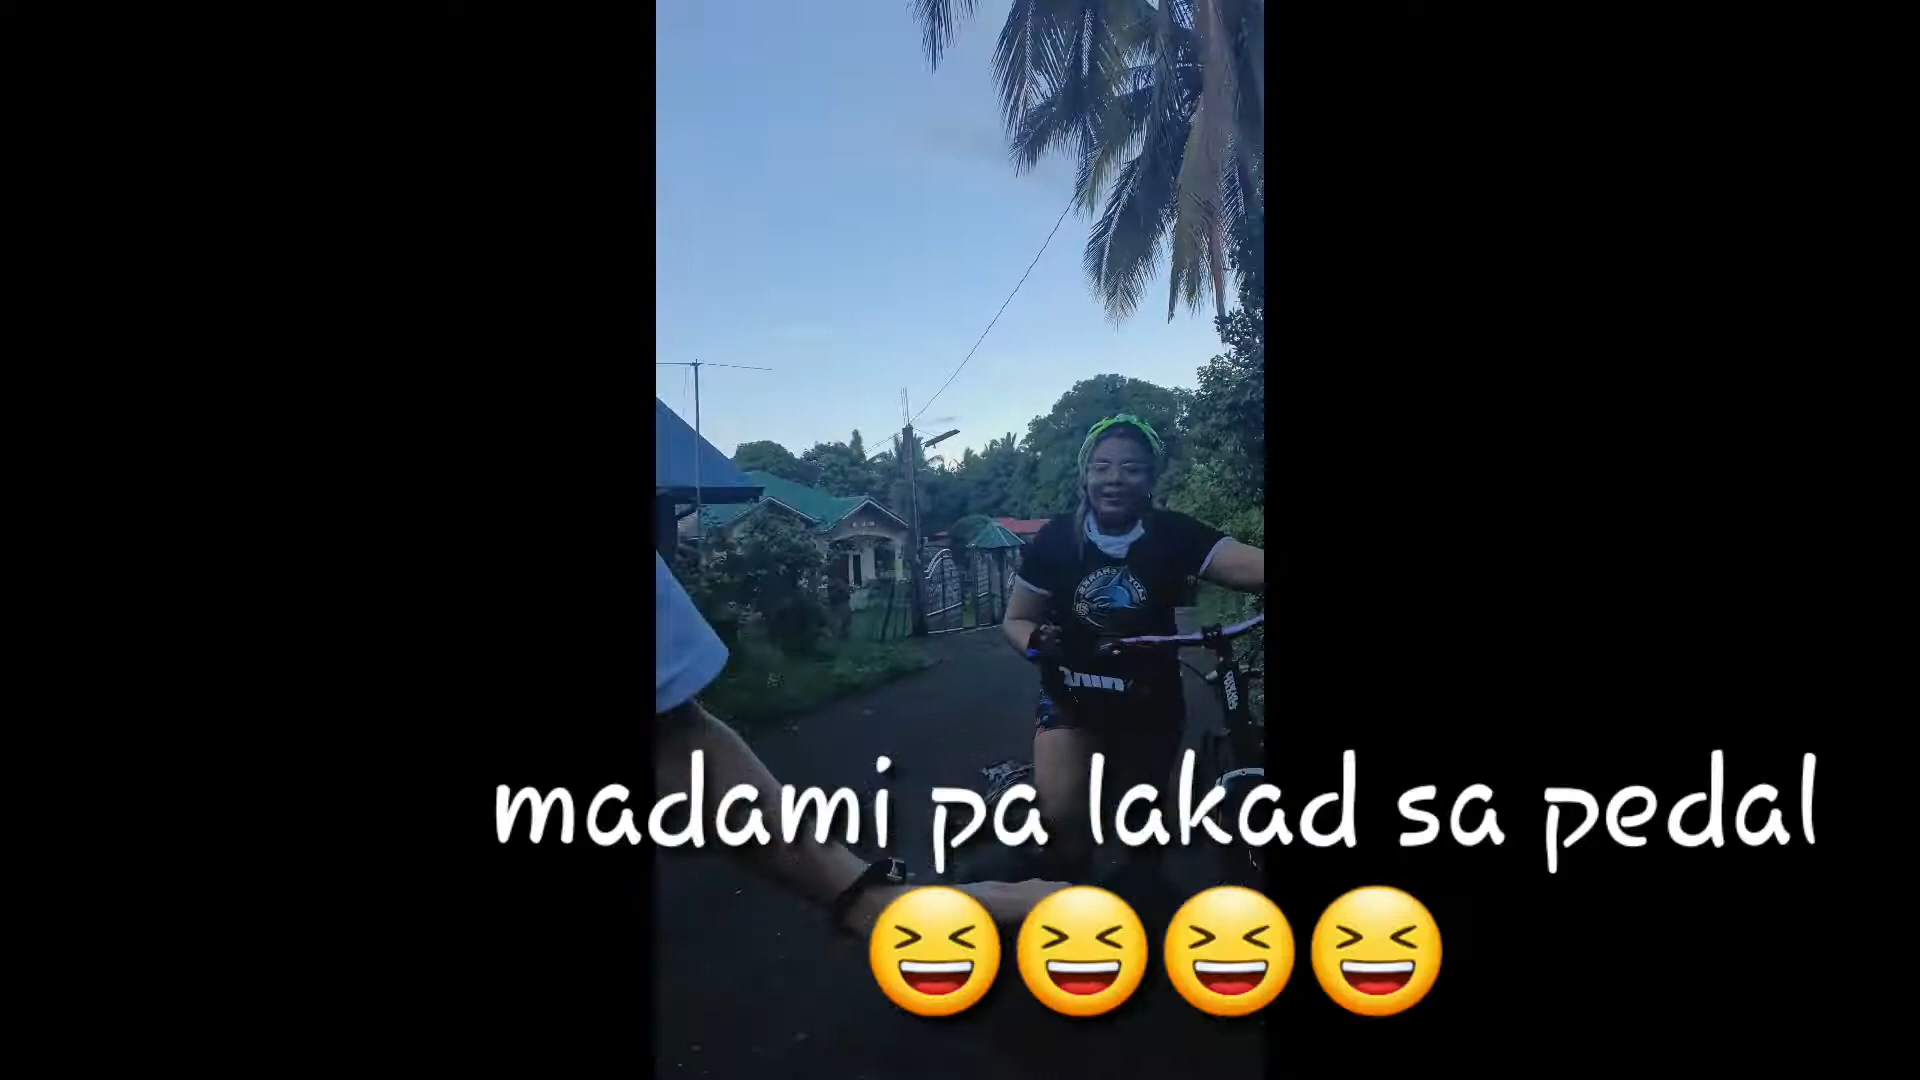 madami pa lakad sa pedal
😆😆😆😆